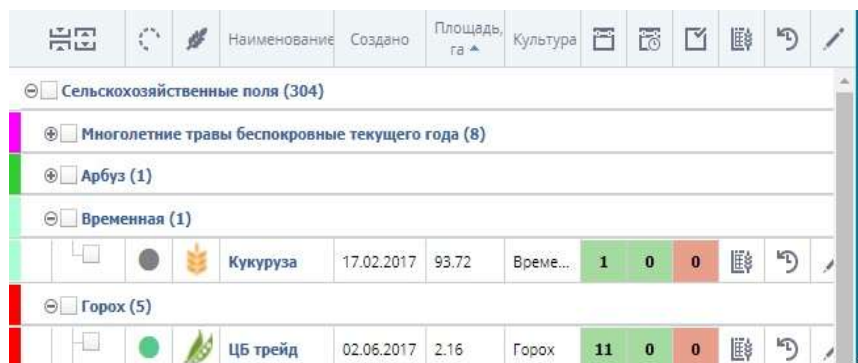 Наименование Создано Площадь, га Культура
Сельскохозяйственные поля (304)
Многолетние травы беспокровные текущего года (8)
Арбуз (1)
Временная (1)
Кукуруза 17.02.2017 93.72 Време... 1 0 0
Горох (5)
ЦБ трейд 02.06.2017 2.16 Горох 11 0 0